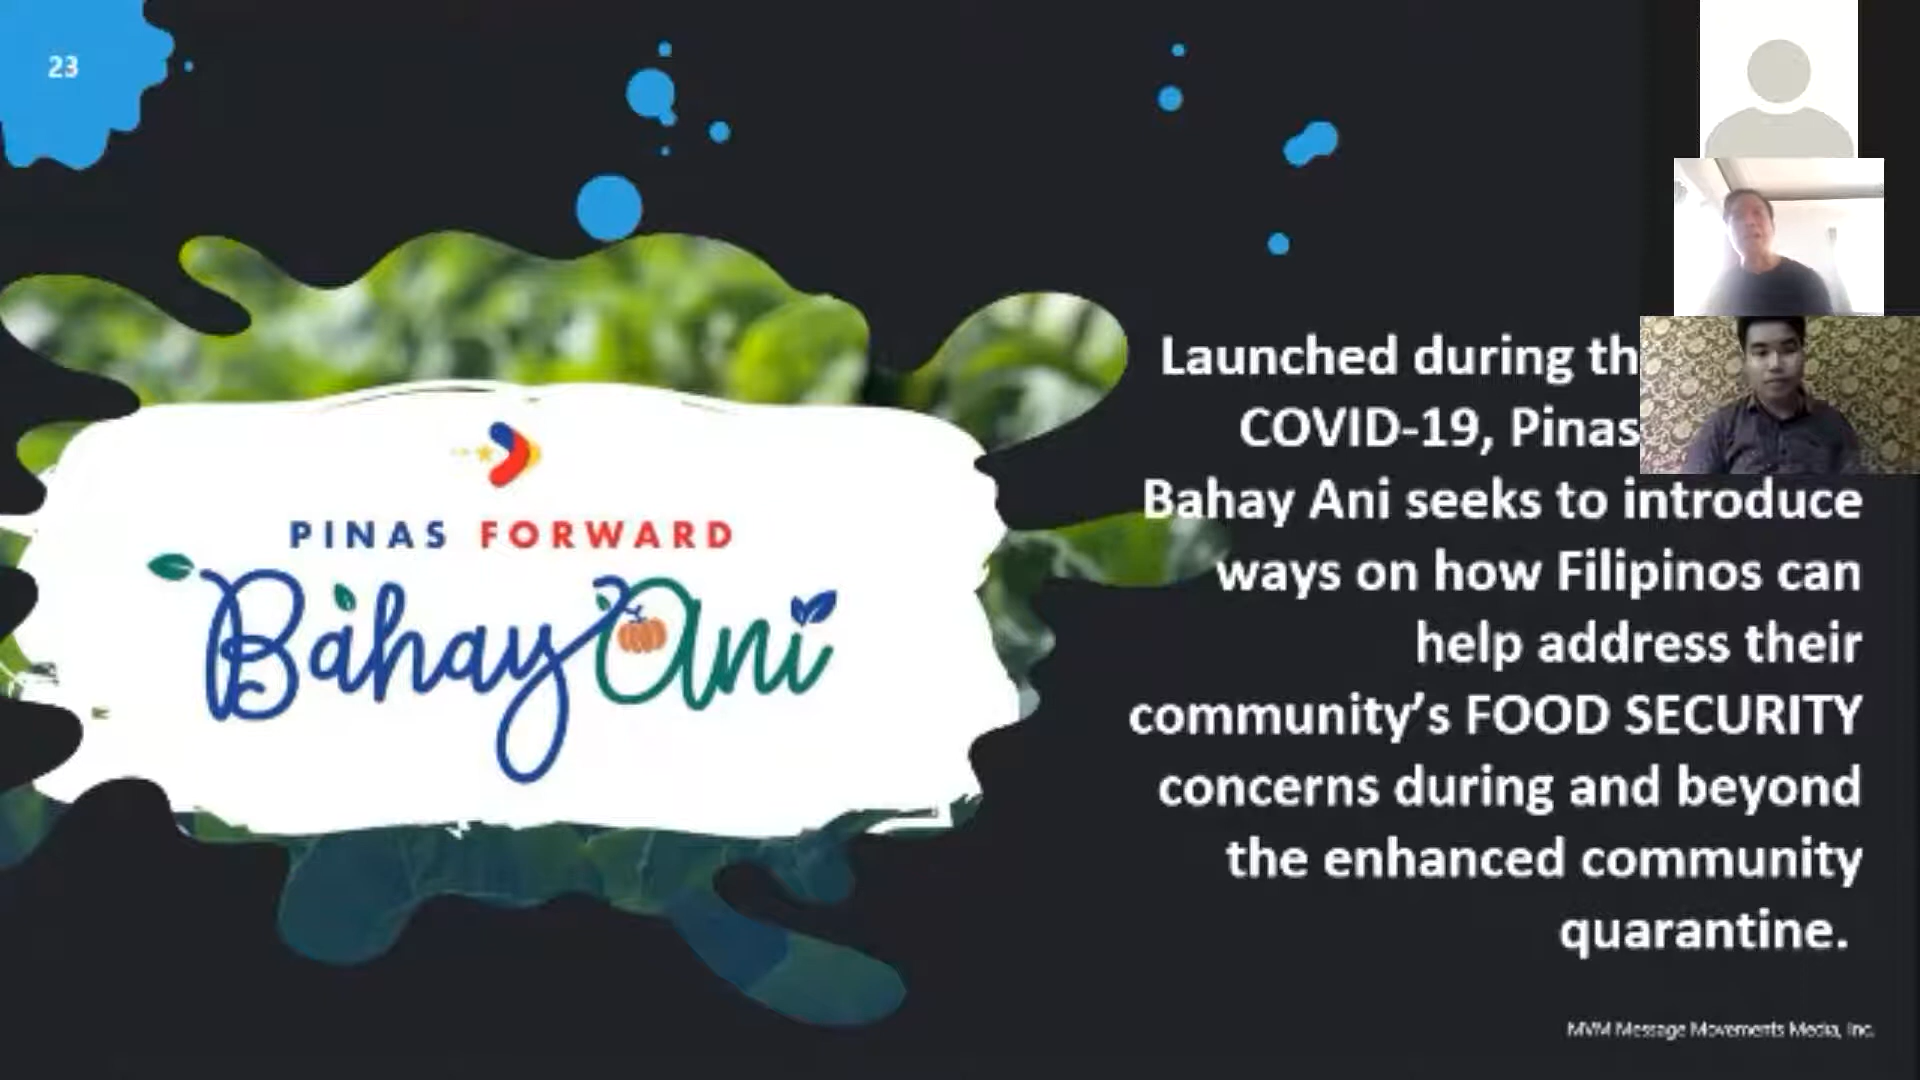 23
PINAS FORWARD
Bahay Ani
Launched during th
COVID-19, Pinas
Bahay Ani seeks to introduce
ways on how Filipinos can
help address their
community’s FOOD SECURITY
concerns during and beyond
the enhanced community
quarantine.
MVM Message Movements Media, Inc.